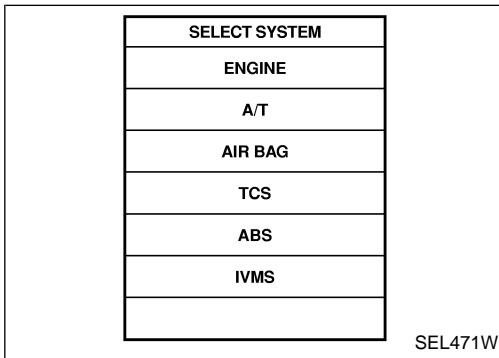 SELECT SYSTEM
ENGINE
A/T
AIR BAG
TCS
ABS
IVMS
SEL471W